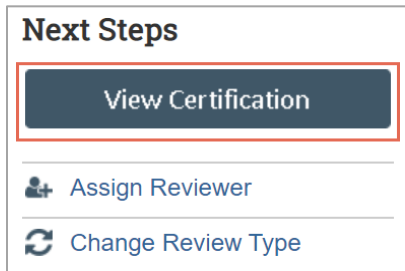 Next Steps
View Certification
Assign Reviewer
Change Review Type